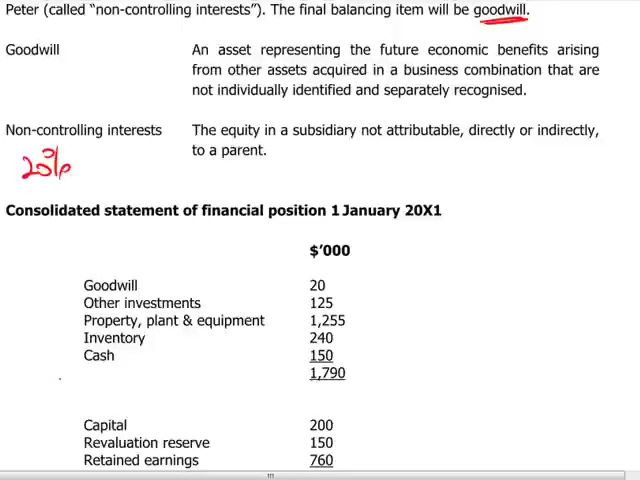 Peter (called “non-controlling interests”). The final balancing item will be goodwill.
Goodwill An asset representing the future economic benefits arising
from other assets acquired in a business combination that are
not individually identified and separately recognised.
Non-controlling interests The equity in a subsidiary not attributable, directly or indirectly,
to a parent.
20%
Consolidated statement of financial position 1 January 20X1
$’000
Goodwill 20
Other investments 125
Property, plant & equipment 1,255
Inventory 240
Cash 150
1,790
Capital 200
Revaluation reserve 150
Retained earnings 760